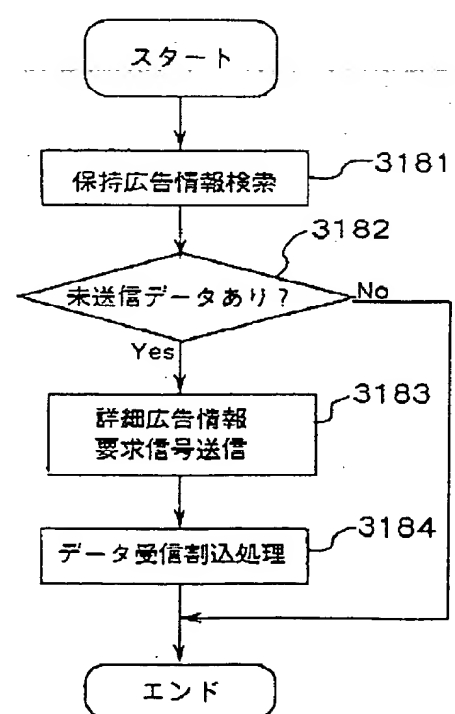 スタート
保持広告情報検索
3181
3182
未送信データあり？
No
Yes
詳細広告情報
要求信号送信
3183
データ受信割込処理
3184
エンド